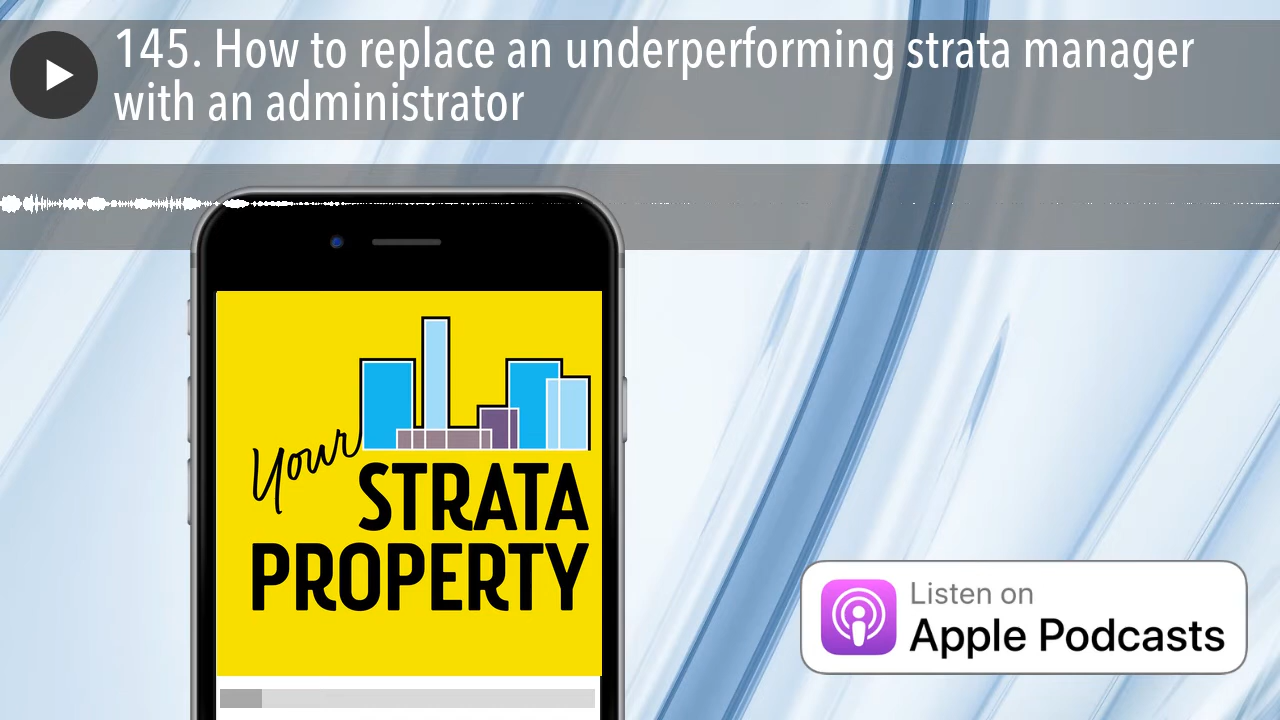 145. How to replace an underperforming strata manager
with an administrator
Your
STRATA
PROPERTY
Listen on
Apple Podcasts